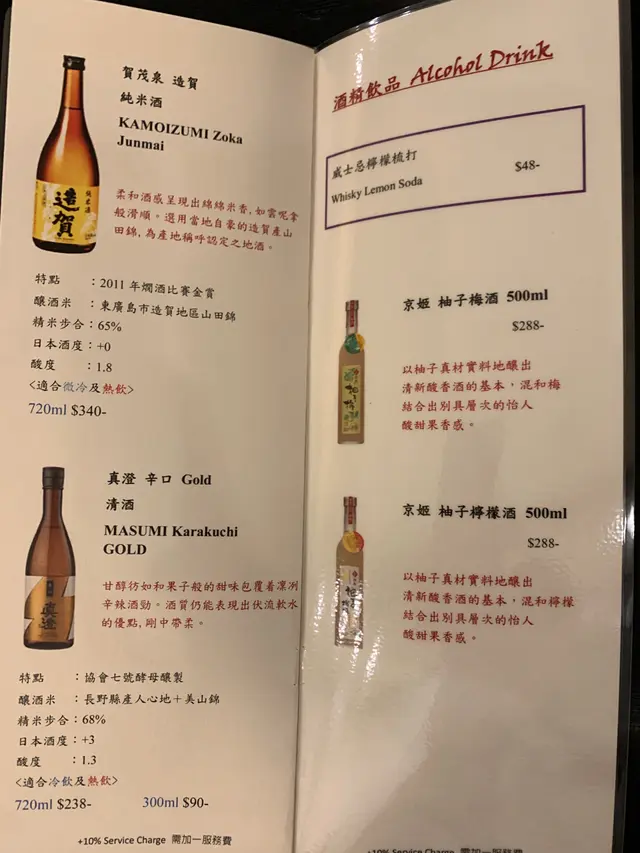 賀茂泉 造賀
純米酒
KAMOIZUMI Zoka
Junmai
造賀
柔和酒感呈現出綿綿米香,如雲呢拿
般滑順。選用當地自豪的造賀產山
田錦,為產地稱呼認定之地酒。
特點 :2011 年燗酒比賽金賞
釀酒米 :東廣島市造賀地區山田錦
精米步合:65%
日本酒度:+0
酸度 :1.8
<適合微冷及熱飲>
720ml $340-
真澄 辛口 Gold
清酒
MASUMI Karakuchi
GOLD
真澄
甘醇彷如和果子般的甜味包覆着凜冽
辛辣酒勁。酒質仍能表現出伏流軟水
的優點,剛中帶柔。
特點 :協會七號酵母釀製
釀酒米 :長野縣產人心地+美山錦
精米步合:68%
日本酒度:+3
酸度 :1.3
<適合冷飲及熱飲>
720ml $238- 300ml $90-
+10% Service Charge 需加一服務費
酒精飲品 Alcohol Drink
威士忌檸檬梳打
Whisky Lemon Soda
$48-
京姬 柚子梅酒 500ml
$288-
以柚子真材實料地釀出
清新酸香酒的基本,混和梅
結合出別具層次的怡人
酸甜果香感。
京姬 柚子檸檬酒 500ml
$288-
以柚子真材實料地釀出
清新酸香酒的基本,混和檸檬
結合出別具層次的怡人
酸甜果香感。
+10% Service Charge 需加一服務費